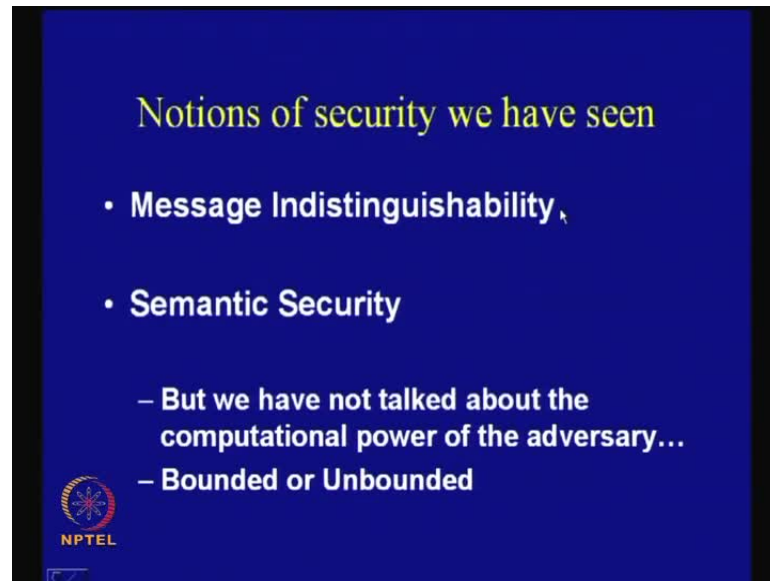 Notions of security we have seen
• Message Indistinguishability
• Semantic Security
– But we have not talked about the
computational power of the adversary...
– Bounded or Unbounded
NPTEL